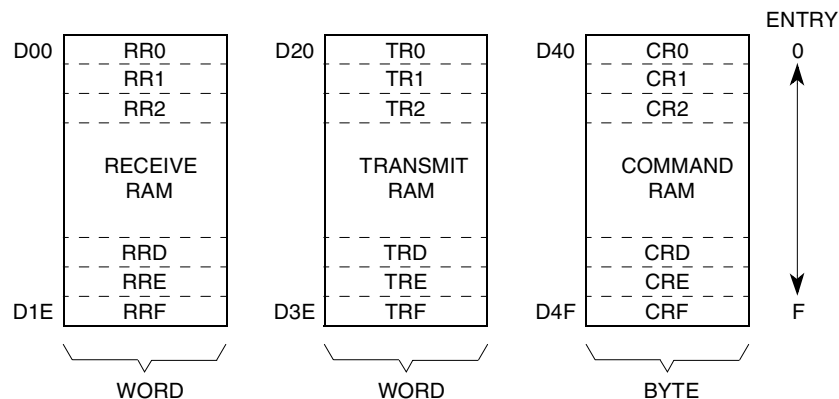 ENTRY
D00 RR0 D20 TR0 D40 CR0 0
RR1 TR1 CR1
RR2 TR2 CR2
RECEIVE RAM TRANSMIT RAM COMMAND RAM
RRD TRD CRD
RRE TRE CRE
D1E RRF D3E TRF D4F CRF F
WORD WORD BYTE